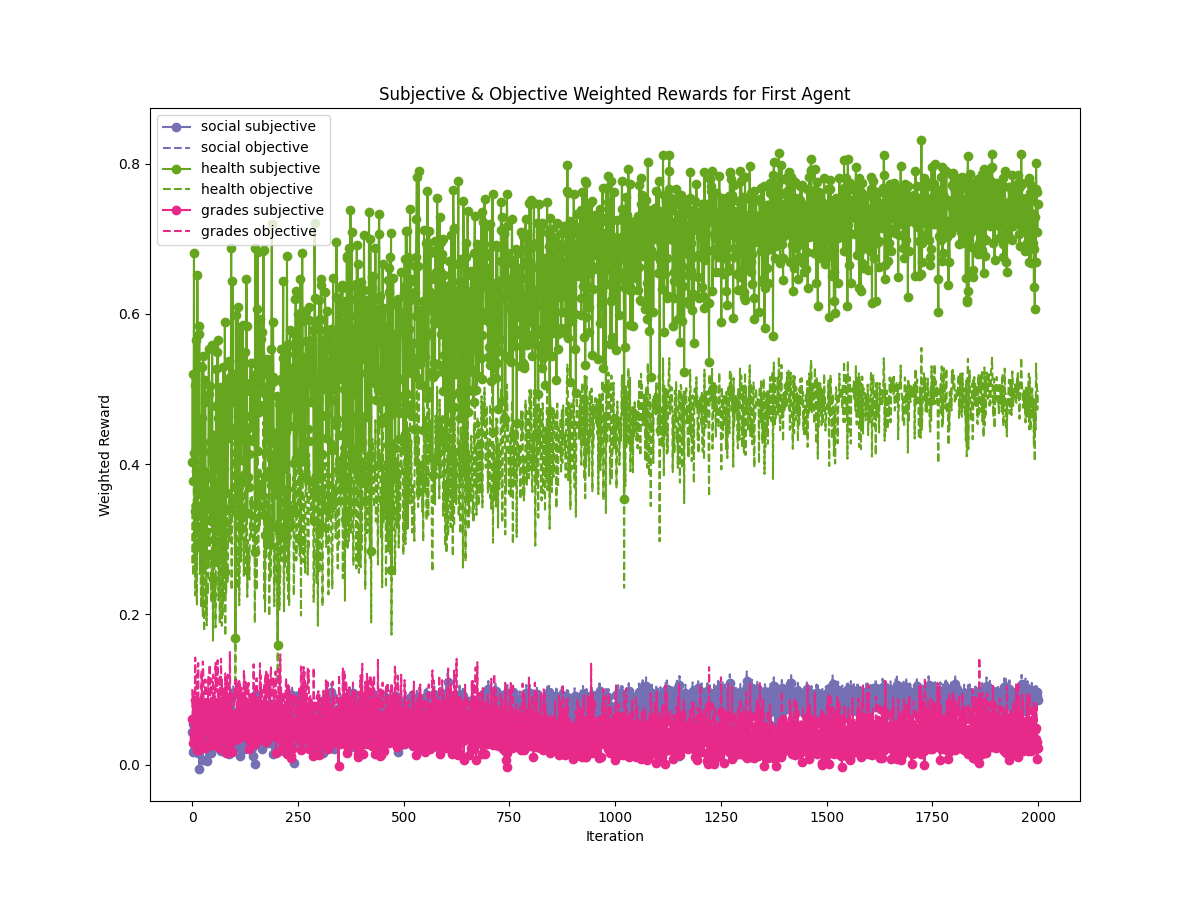 Subjective & Objective Weighted Rewards for First Agent
social subjective
social objective
health subjective
health objective
grades subjective
grades objective
Weighted Reward
0.8
0.6
0.4
0.2
0.0
0
250
500
750
1000
1250
1500
1750
2000
Iteration